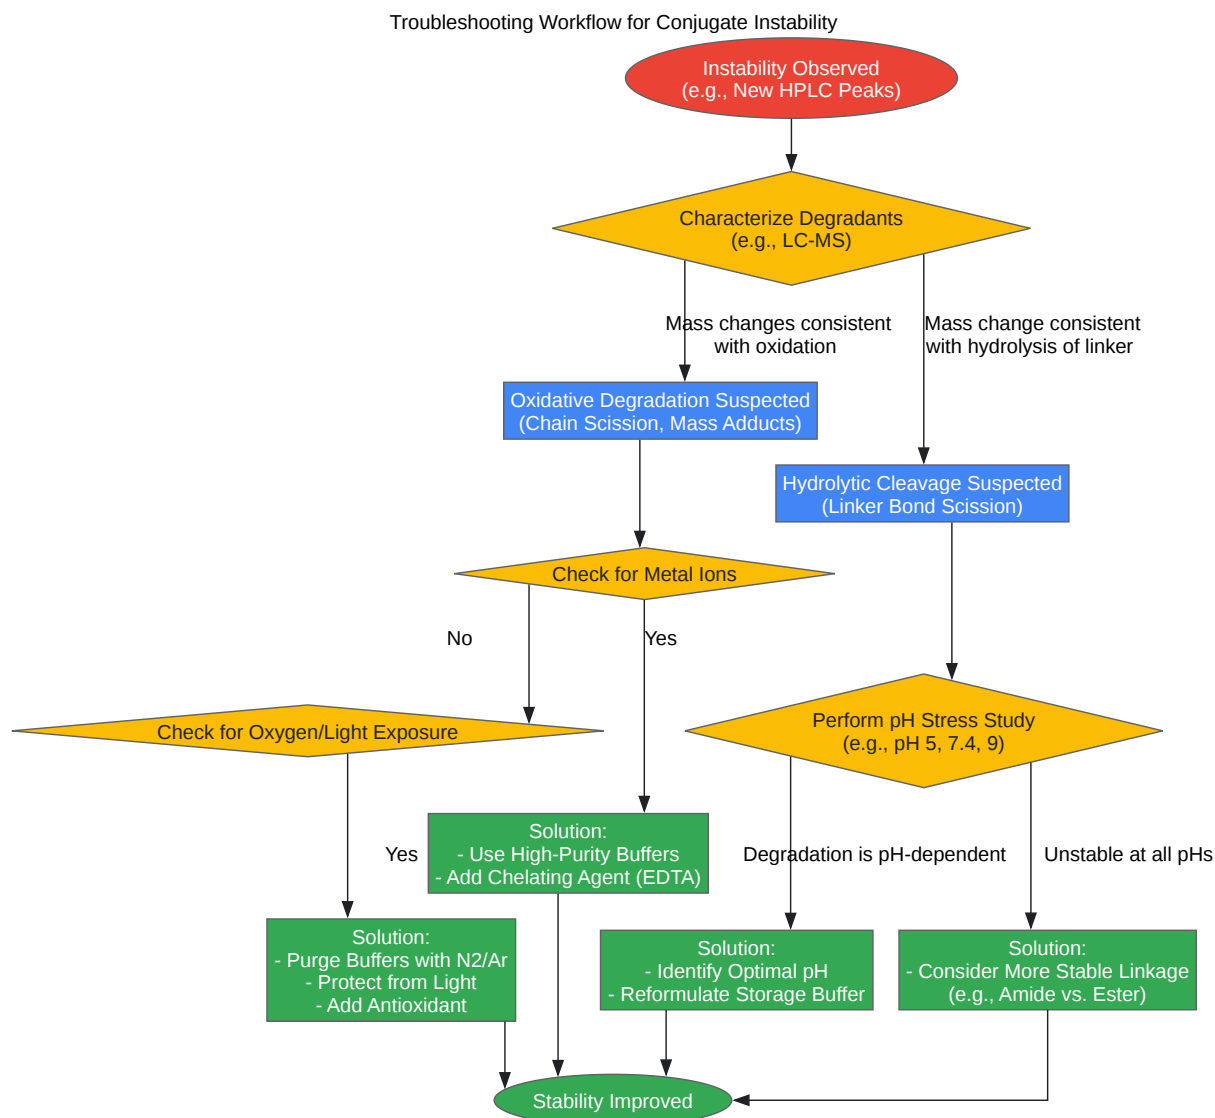 Troubleshooting Workflow for Conjugate Instability
Instability Observed
(e.g., New HPLC Peaks)
Characterize Degradants
(e.g., LC-MS)
Mass changes consistent
with oxidation
Mass change consistent
with hydrolysis of linker
Oxidative Degradation Suspected
(Chain Scission, Mass Adducts)
Hydrolytic Cleavage Suspected
(Linker Bond Scission)
Check for Metal Ions
No
Yes
Check for Oxygen/Light Exposure
Perform pH Stress Study
(e.g., pH 5, 7.4, 9)
Yes
Solution:
- Use High-Purity Buffers
- Add Chelating Agent (EDTA)
Degradation is pH-dependent
Unstable at all pHs
Solution:
- Purge Buffers with N2/Ar
- Protect from Light
- Add Antioxidant
Solution:
- Identify Optimal pH
- Reformulate Storage Buffer
Solution:
- Consider More Stable Linkage
(e.g., Amide vs. Ester)
Stability Improved